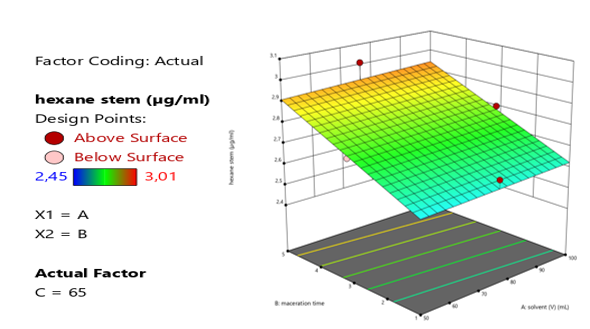 Factor Coding: Actual
hexane stem (µg/ml)
Design Points:
Above Surface
Below Surface
2,45 3,01
X1 = A
X2 = B
Actual Factor
C = 65
hexane stem (µg/ml)
3.1
3
2.9
2.8
2.7
2.6
2.5
2.4
5
4
3
2
1
50
60
70
80
90
100
B: maceration time
A: solvent (V) (mL)